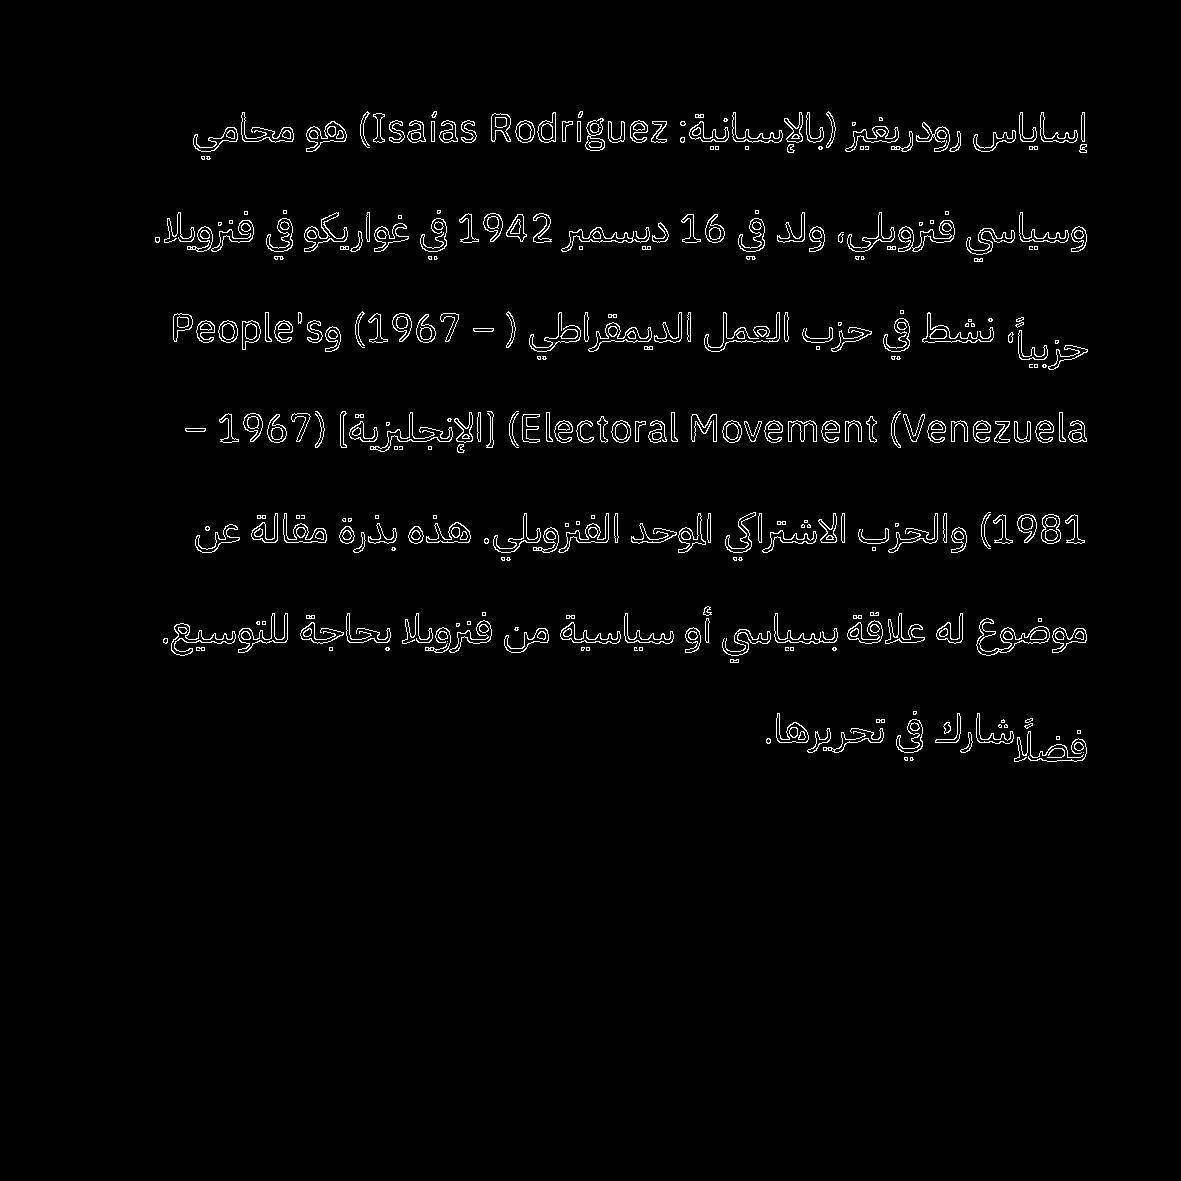 إساياس رودريغيز (بالإسبانية: Isaías Rodríguez) هو محامي
وسياسي فنزويلي، ولد في 16 ديسمبر 1942 في غواريكو في فنزويلا.
حزبياً، نشط في حزب العمل الديمقراطي ( – 1967) وPeople's
Electoral Movement (Venezuela) [الإنجليزية] (1967 –
1981) والحزب الاشتراكي الموحد الفنزويلي. هذه بذرة مقالة عن
موضوع له علاقة بسياسي أو سياسية من فنزويلا بحاجة للتوسيع.
فضلًا شارك في تحريرها.